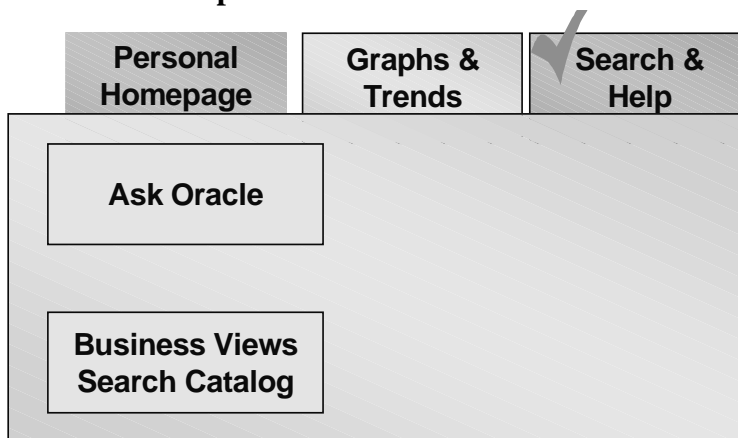 Personal
Homepage
Graphs &
Trends
Search &
Help
Ask Oracle
Business Views
Search Catalog